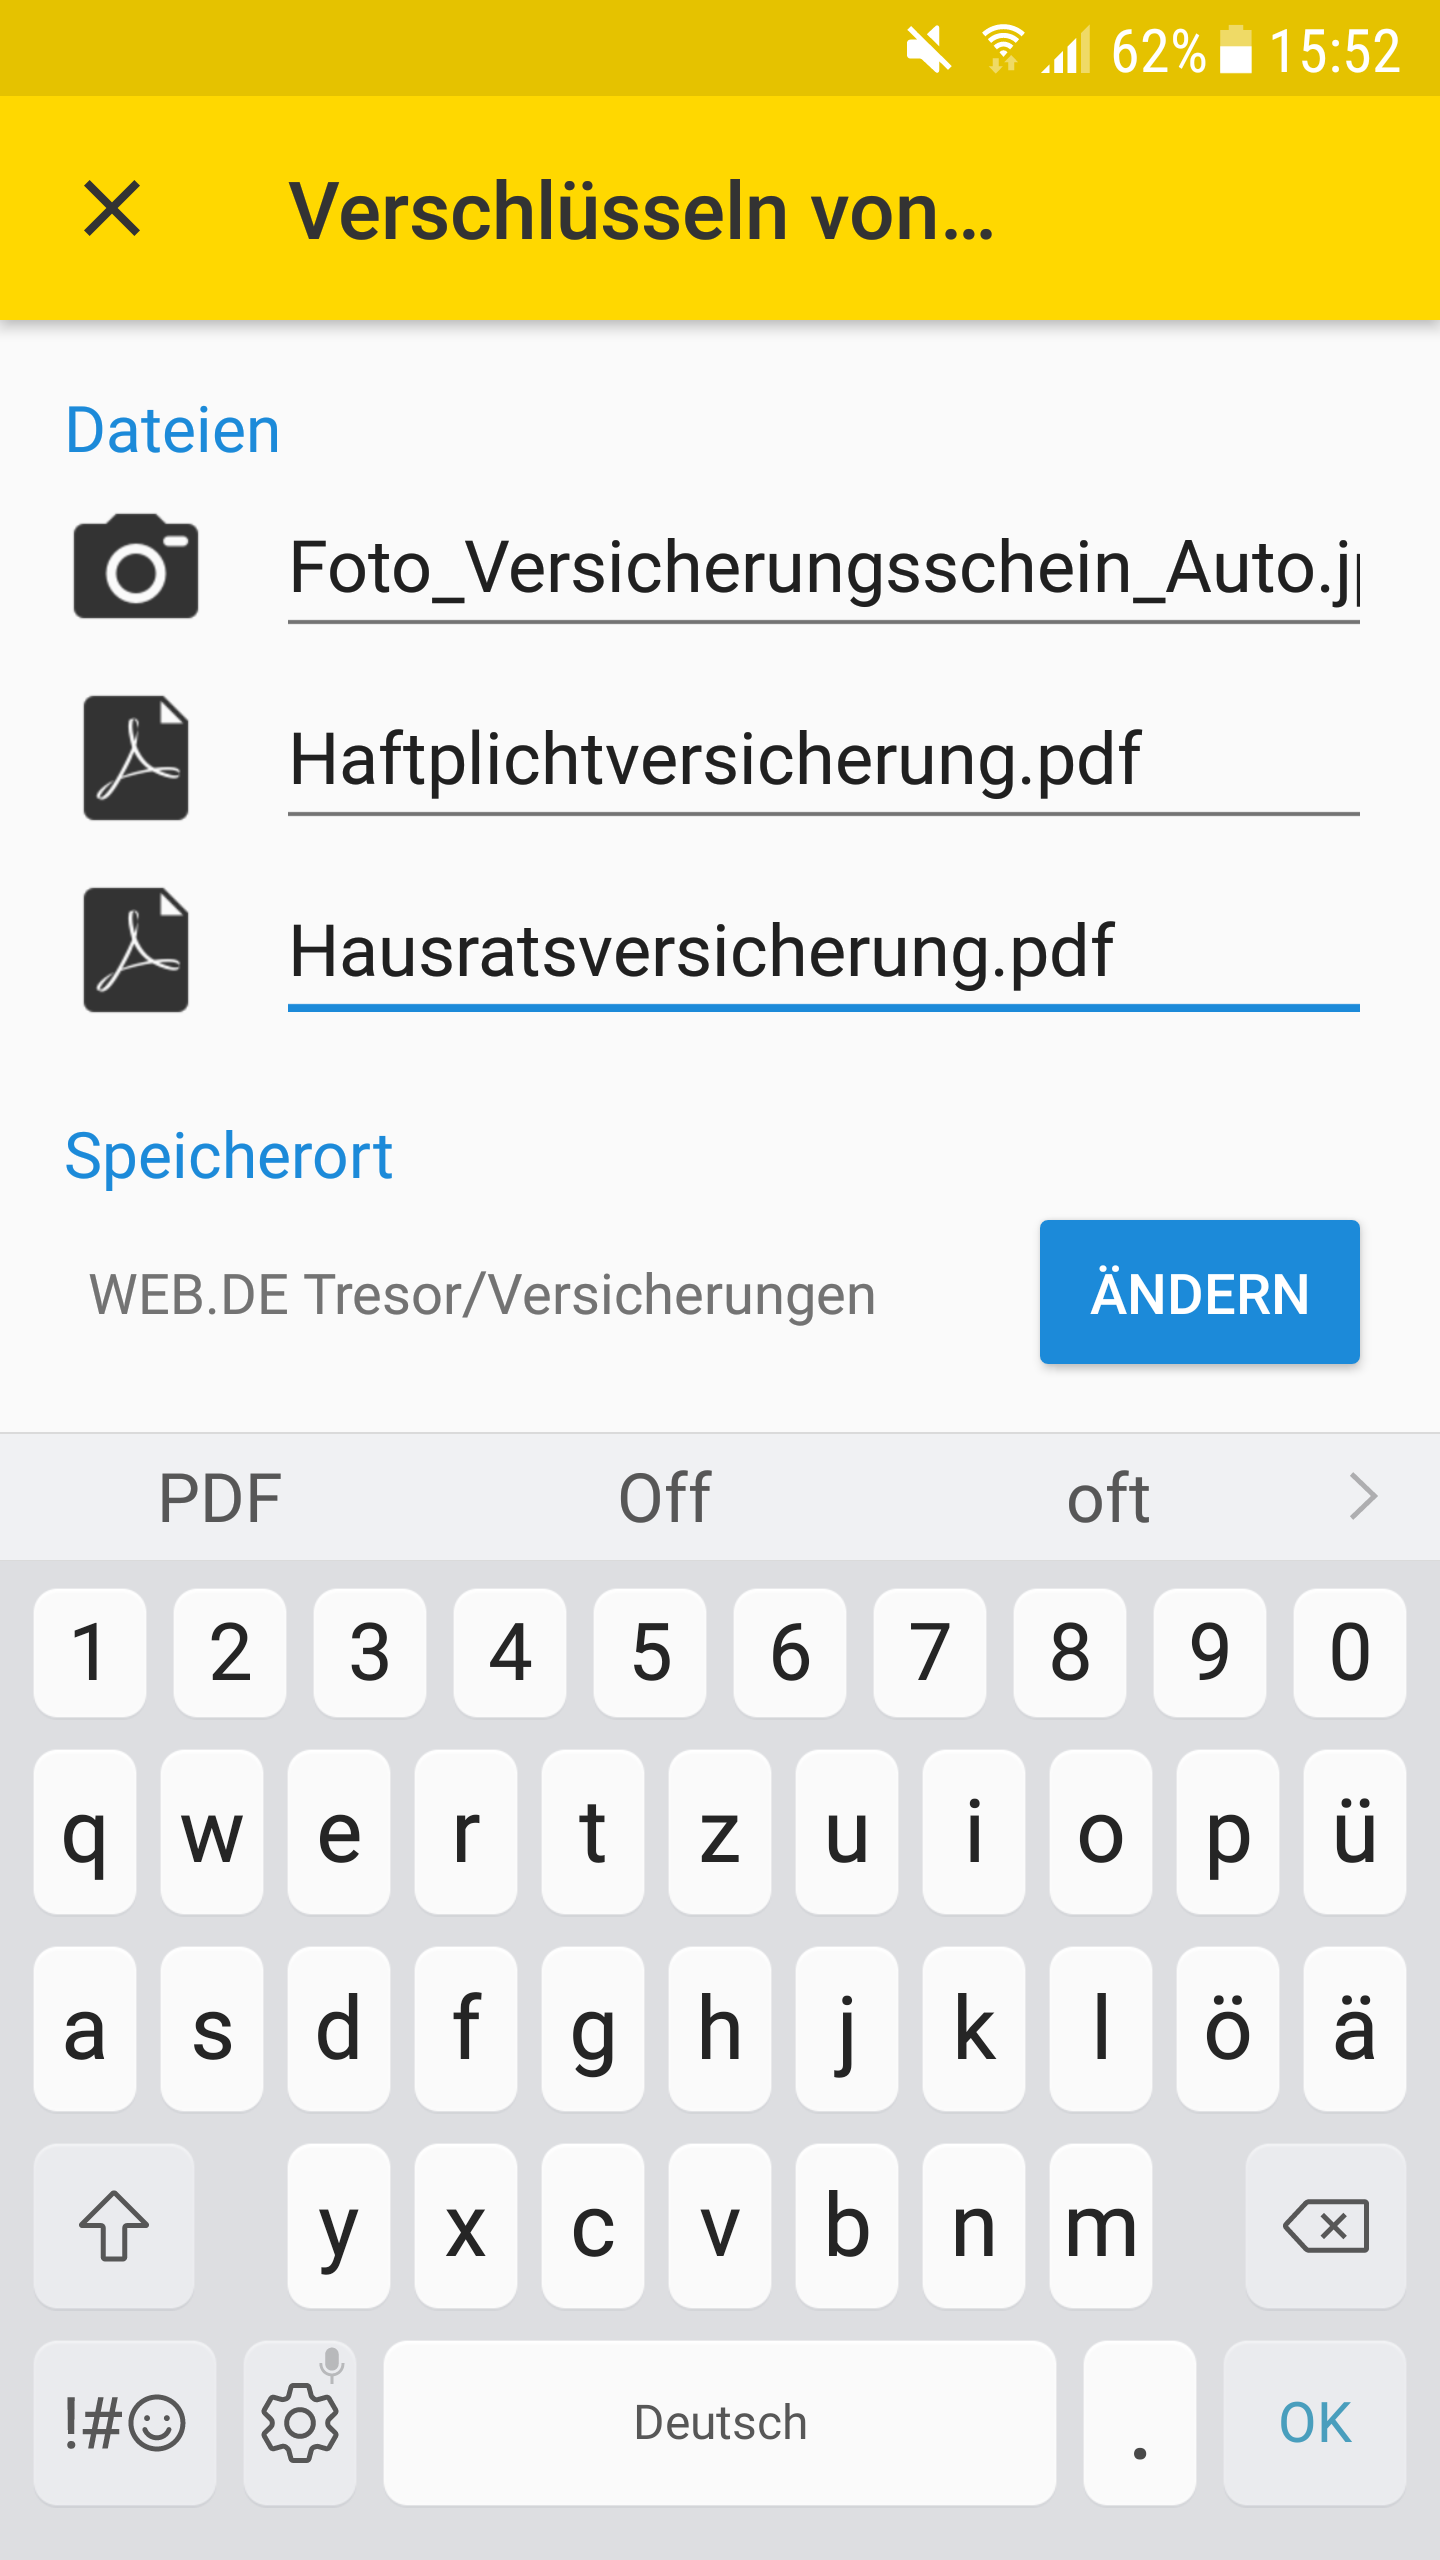 62% 15:52
Verschlüsseln von...
Dateien
Foto_Versicherungsschein_Auto.j
Haftplichtversicherung.pdf
Hausratsversicherung.pdf
Speicherort
WEB.DE Tresor/Versicherungen ÄNDERN
PDF Off oft
1 2 3 4 5 6 7 8 9 0
q w e r t z u i o p ü
a s d f g h j k l ö ä
y x c v b n m
!#☺ Deutsch . OK